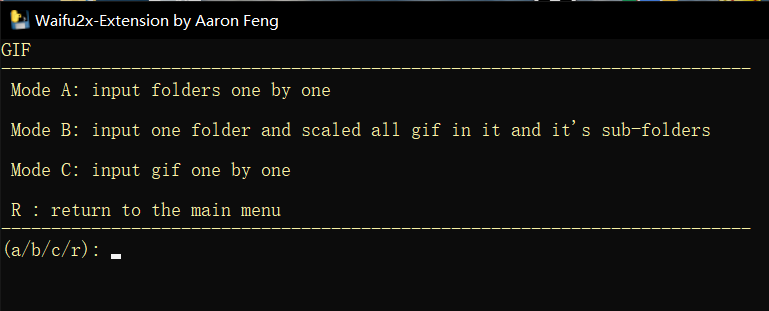 Waifu2x-Extension by Aaron Feng
GIF
---------------------------------------------------------------------------
Mode A: input folders one by one
Mode B: input one folder and scaled all gif in it and it's sub-folders
Mode C: input gif one by one
R : return to the main menu
---------------------------------------------------------------------------
(a/b/c/r):